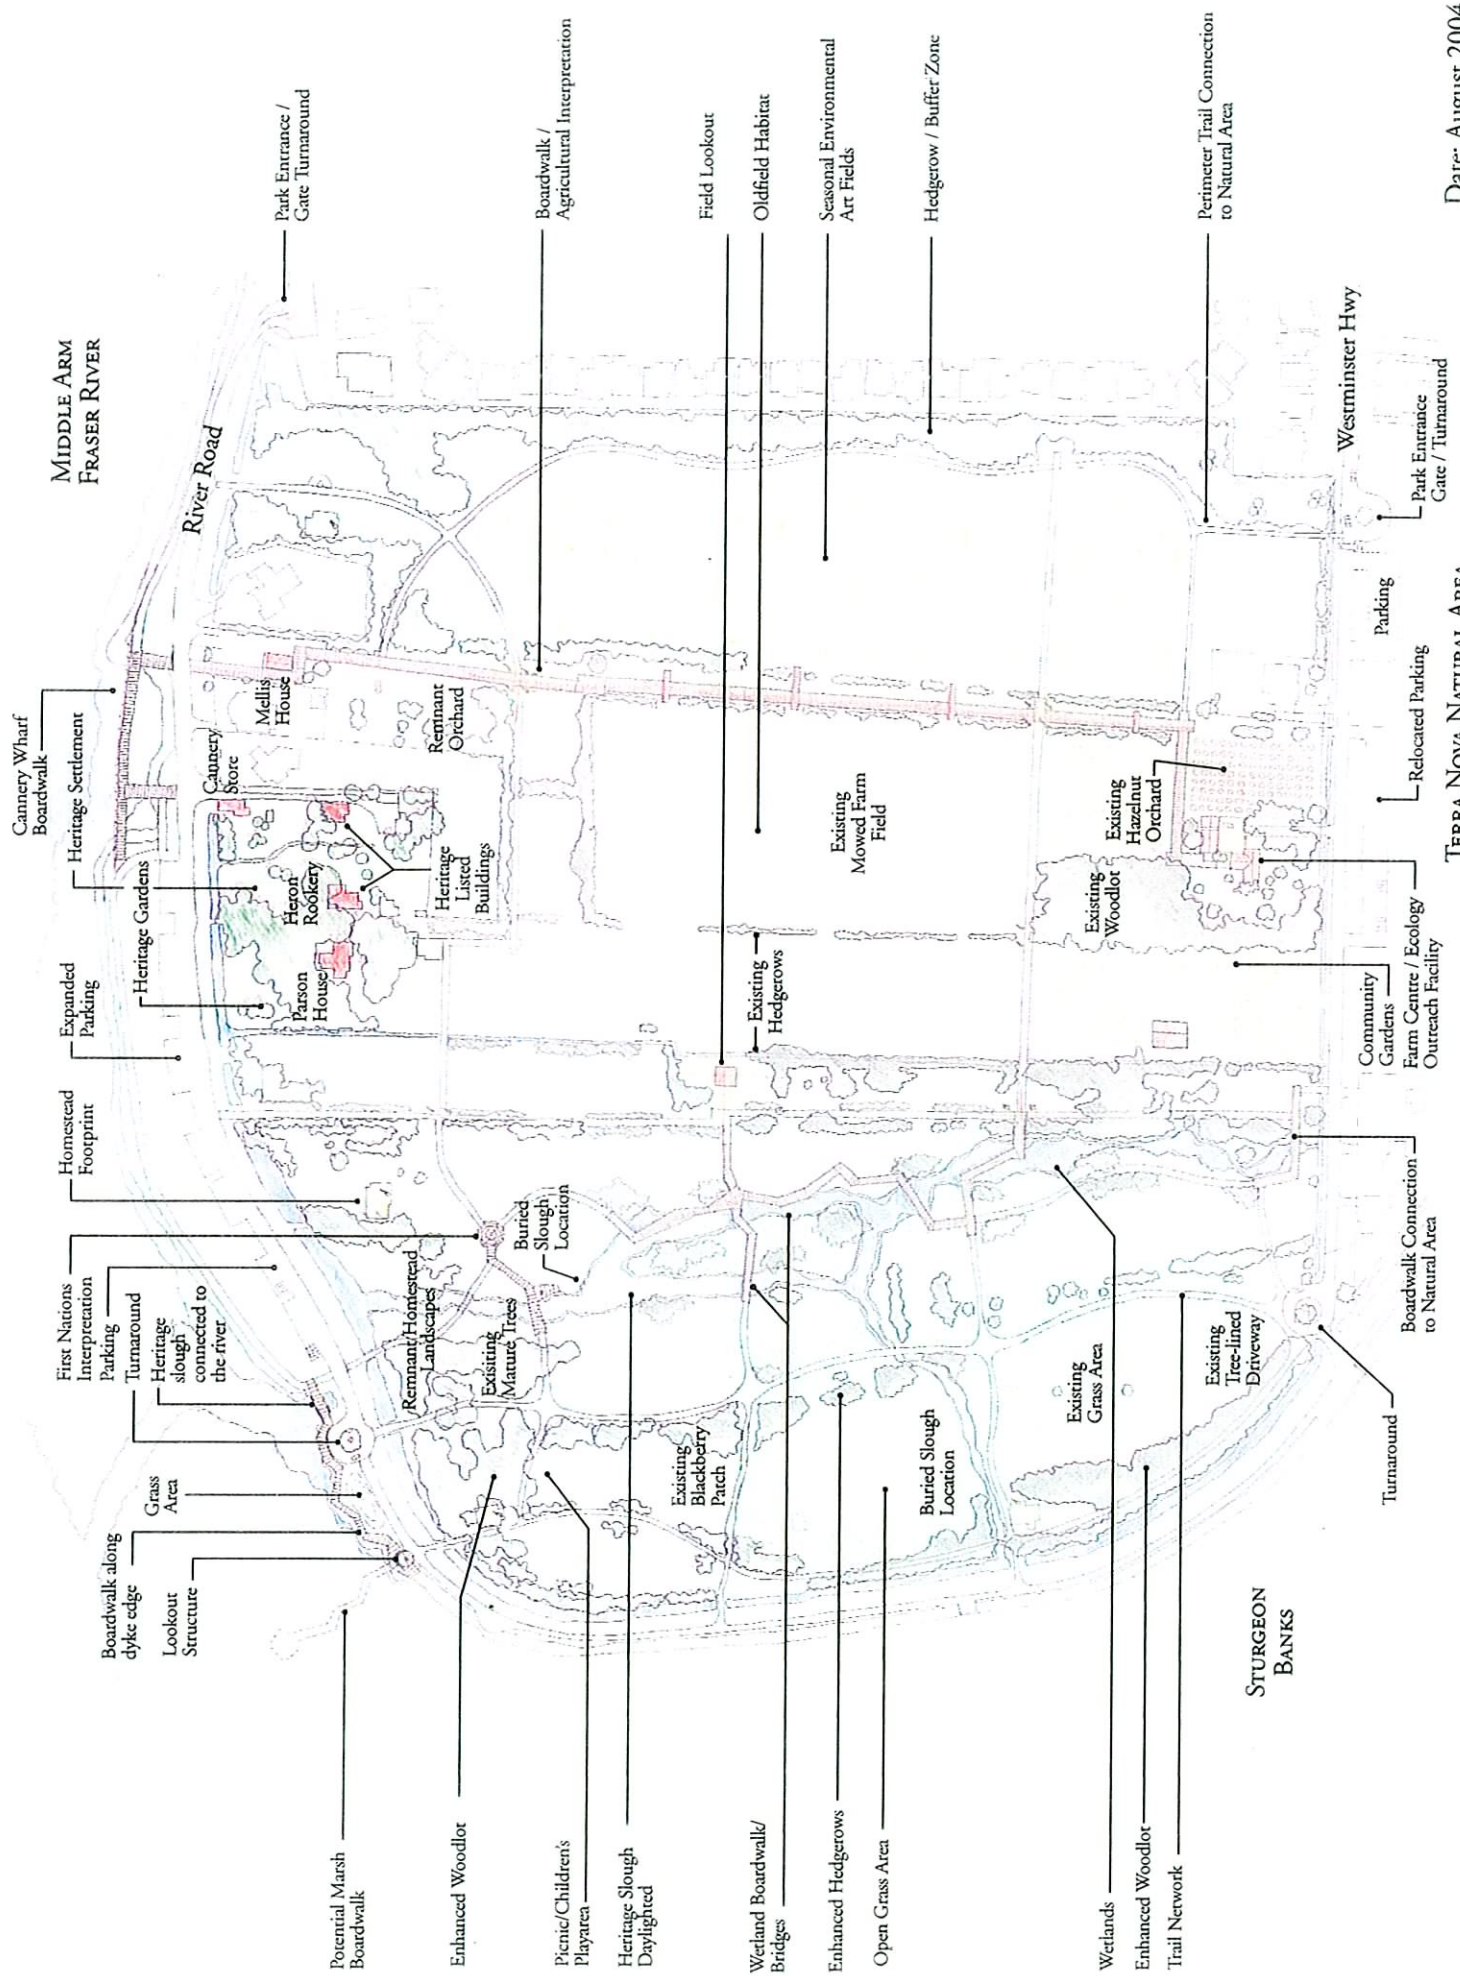 MIDDLE ARM
FRASER RIVER
River Road
Park Entrance /
Gate Turnaround
Boardwalk /
Agricultural Interpretation
Field Lookout
Oldfield Habitat
Seasonal Environmental
Art Fields
Hedgerow / Buffer Zone
Perimeter Trail Connection
to Natural Area
Westminster Hwy
Park Entrance
Gate / Turnaround
Parking
Relocated Parking
Date: August 2004
TERRA NOVA NATURAL AREA
Cannery Wharf
Boardwalk
Heritage Settlement
Heritage Gardens
Expanded
Parking
Homestead
Footprint
First Nations
Interpretation
Parking
Turnaround
Heritage
slough
connected to
the river
Grass
Area
Boardwalk along
dyke edge
Lookout
Structure
Mellis
House
Cannery
Store
Remnant
Orchard
Heron
Rookery
Heritage
Listed
Buildings
Parson
House
Existing
Mowed Farm
Field
Existing
Hazelnut
Orchard
Existing
Woodlot
Existing
Hedgerows
Buried
Slough
Location
Remnant/Homestead
Landscapes
Exisiting
Mature Trees
Existing
Blackberry
Patch
Buried Slough
Location
Existing
Grass Area
Existing
Tree-lined
Driveway
Community
Gardens
Farm Centre / Ecology
Outreach Facility
Boardwalk Connection
to Natural Area
Turnaround
STURGEON
BANKS
Potential Marsh
Boardwalk
Enhanced Woodlot
Picnic/Children's
Playarea
Heritage Slough
Daylighted
Wetland Boardwalk/
Bridges
Enhanced Hedgerows
Open Grass Area
Wetlands
Enhanced Woodlot
Trail Network